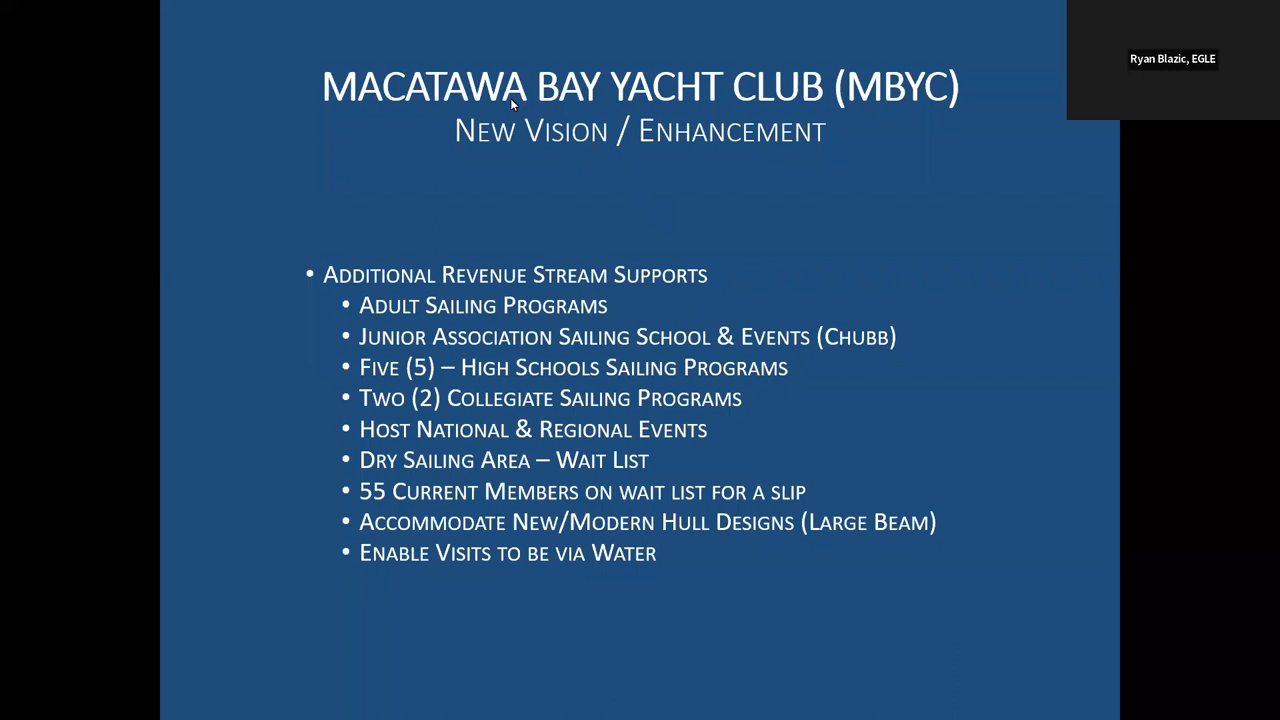 Ryan Blazic, EGLE
MACATAWA BAY YACHT CLUB (MBYC)
New Vision / Enhancement
• Additional Revenue Stream Supports
• Adult Sailing Programs
• Junior Association Sailing School & Events (Chubb)
• Five (5) – High Schools Sailing Programs
• Two (2) Collegiate Sailing Programs
• Host National & Regional Events
• Dry Sailing Area – Wait List
• 55 Current Members on wait list for a slip
• Accommodate New/Modern Hull Designs (Large Beam)
• Enable Visits to be via Water